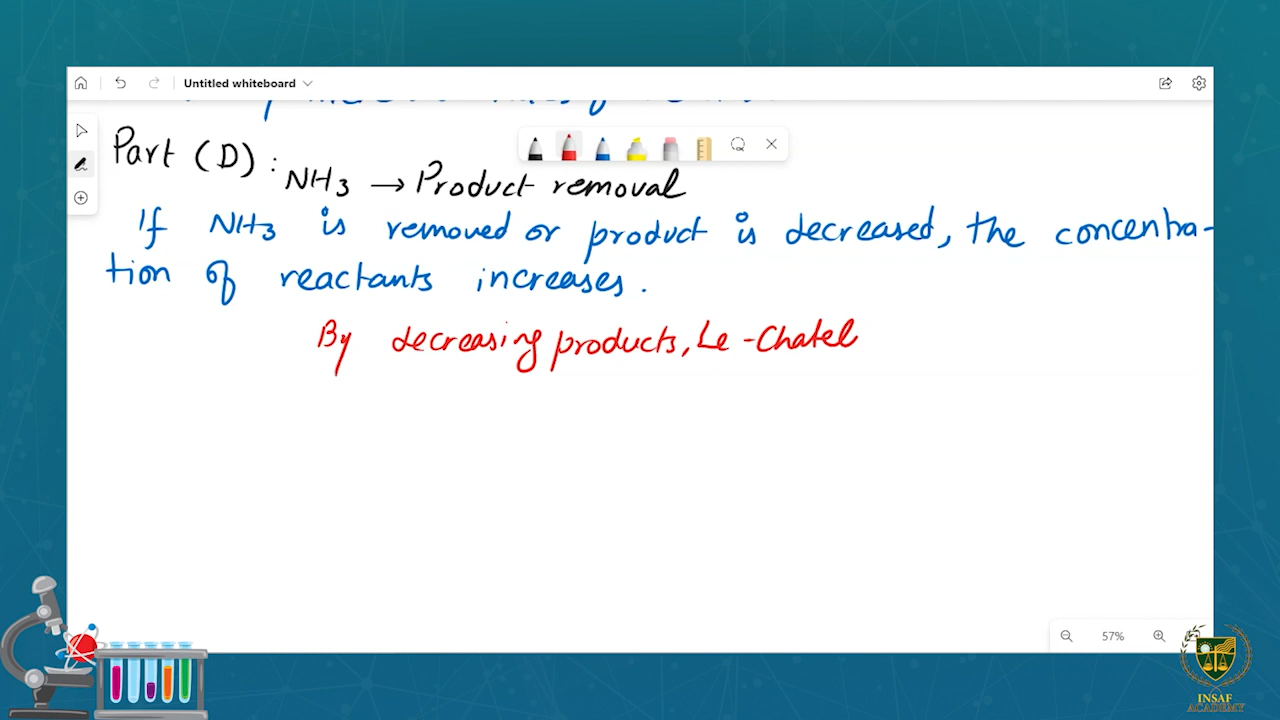 Untitled whiteboard
Part (D):
NH3 → Product removal
If NH3 is removed or product is decreased, the concentra-
tion of reactants increases.
By decreasing products, Le-Chatel
57%
INSAF
ACADEMY